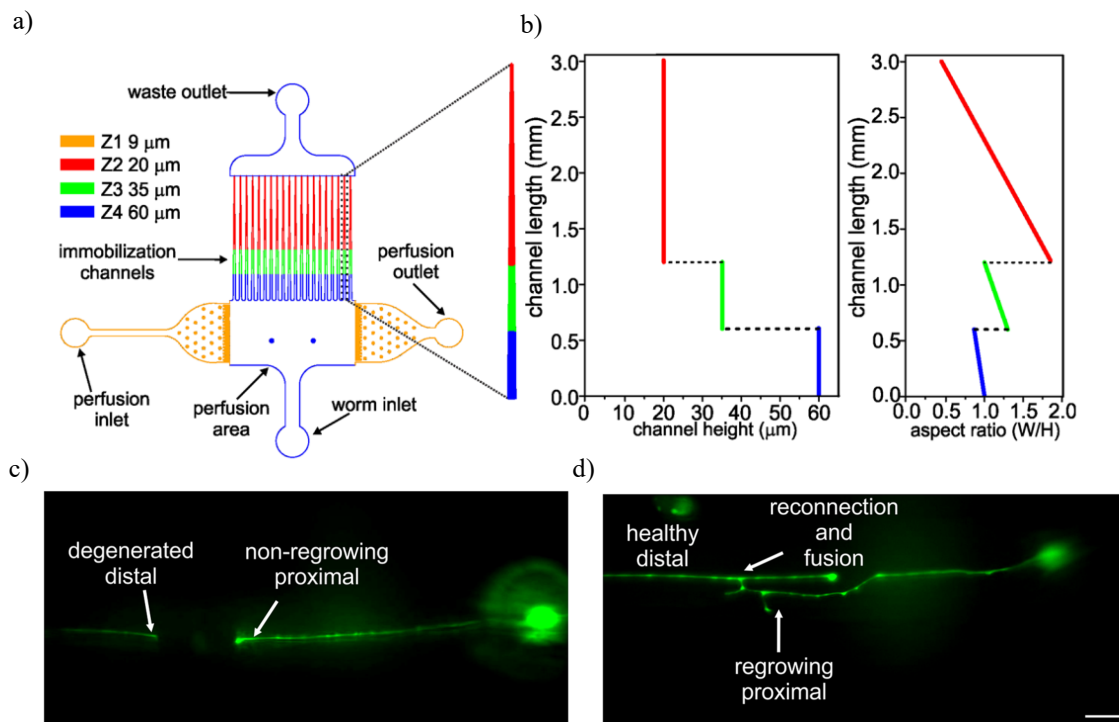 a)
waste outlet
Z1 9 μm
Z2 20 μm
Z3 35 μm
Z4 60 μm
immobilization
channels
perfusion
outlet
perfusion
inlet
perfusion
area
worm inlet
b)
channel length (mm)
3.0
2.5
2.0
1.5
1.0
0.5
0.0
0 10 20 30 40 50 60
channel height (μm)
channel length (mm)
3.0
2.5
2.0
1.5
1.0
0.5
0.0
0.0 0.5 1.0 1.5 2.0
aspect ratio (W/H)
c)
degenerated
distal
non-regrowing
proximal
d)
healthy
distal
reconnection
and
fusion
regrowing
proximal